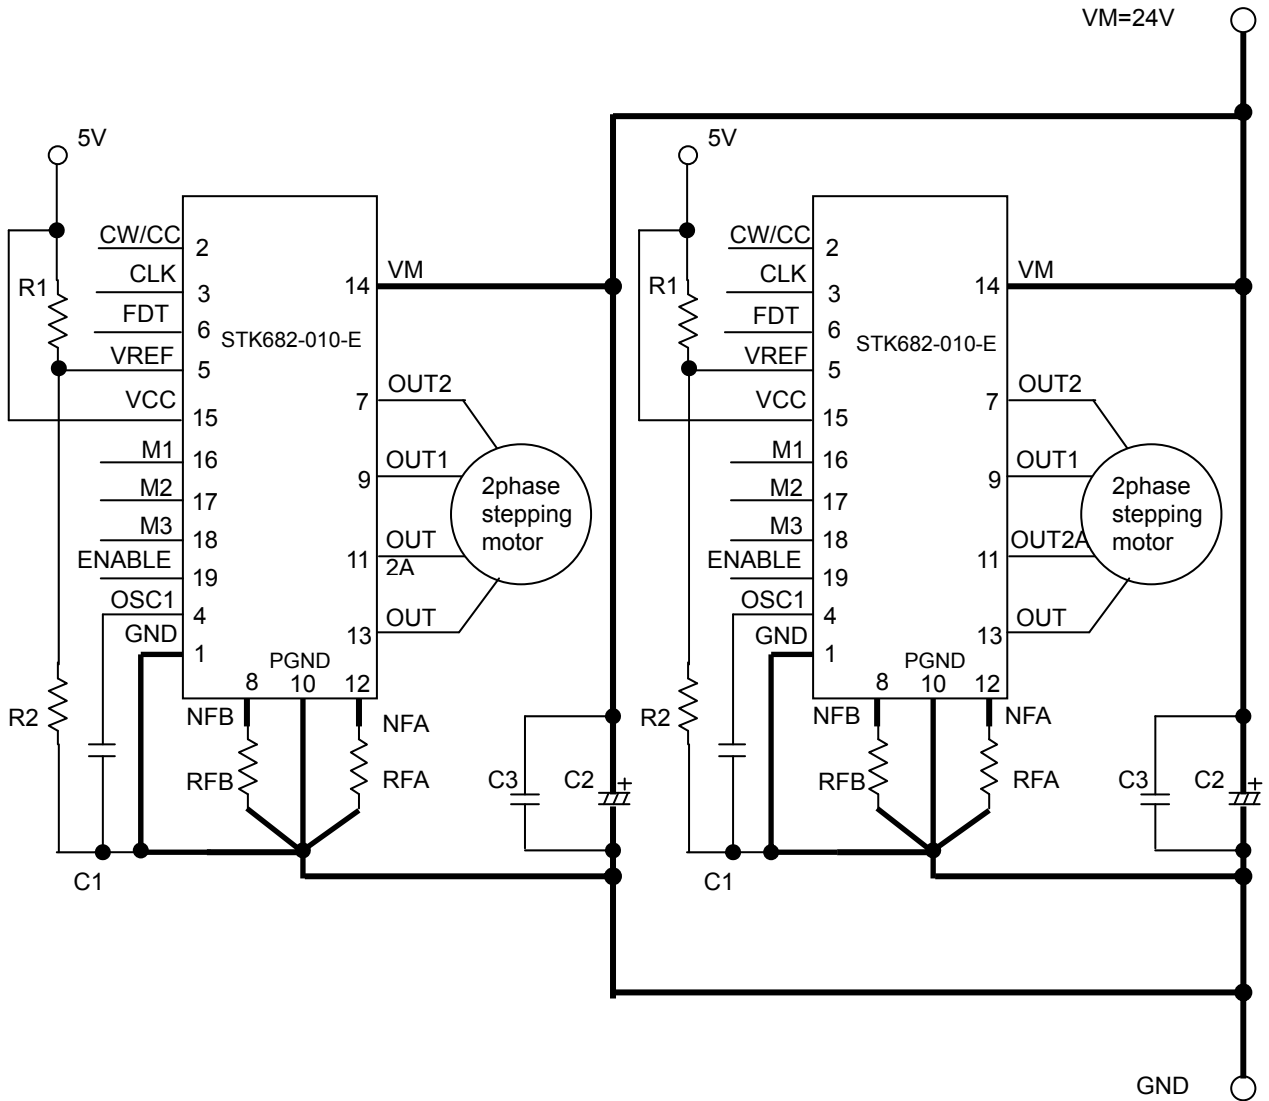 VM=24V
5V
CW/CC
2
CLK
3
R1
14
VM
FDT
6
STK682-010-E
VREF
5
VCC
15
7
OUT2
M1
16
9
OUT1
M2
17
2phase
stepping
motor
M3
18
11
OUT
2A
ENABLE
19
OSC1
4
13
OUT
GND
1
PGND
8
10
12
R2
NFB
NFA
RFB
RFA
C3
C2
+
C1
5V
CW/CC
2
CLK
3
R1
14
VM
FDT
6
STK682-010-E
VREF
5
VCC
15
7
OUT2
M1
16
9
OUT1
M2
17
2phase
stepping
motor
M3
18
11
OUT2A
ENABLE
19
OSC1
4
13
OUT
GND
1
PGND
8
10
12
R2
NFB
NFA
RFB
RFA
C3
C2
+
C1
GND